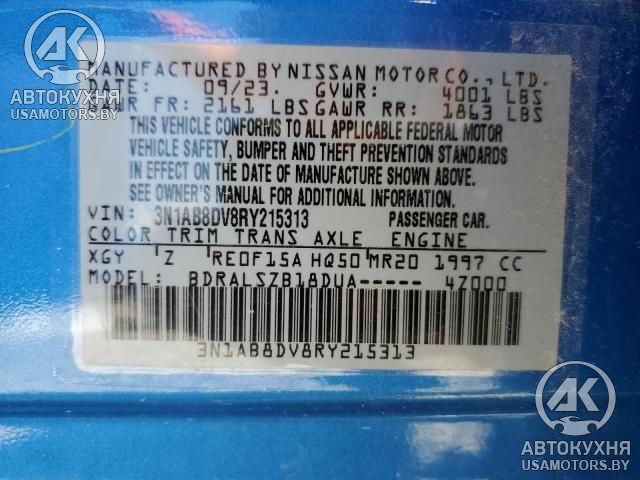 АВТОКУХНЯ
USAMOTORS.BY
MANUFACTURED BY NISSAN MOTOR CO., LTD.
DATE: 09/23. GVWR: 4001 LBS
GAWR FR: 2161 LBS GAWR RR: 1863 LBS
THIS VEHICLE CONFORMS TO ALL APPLICABLE FEDERAL MOTOR
VEHICLE SAFETY, BUMPER AND THEFT PREVENTION STANDARDS
IN EFFECT ON THE DATE OF MANUFACTURE SHOWN ABOVE.
SEE OWNER'S MANUAL FOR ADDITIONAL INFORMATION.
VIN: 3N1AB8DV8RY215313 PASSENGER CAR.
COLOR TRIM TRANS AXLE ENGINE
XGY Z RE0F15A HQ50 MR20 1997 CC
MODEL: BDRALSZB18DUA----- 4Z000
3N1AB8DV8RY215313
АК
АВТОКУХНЯ
USAMOTORS.BY